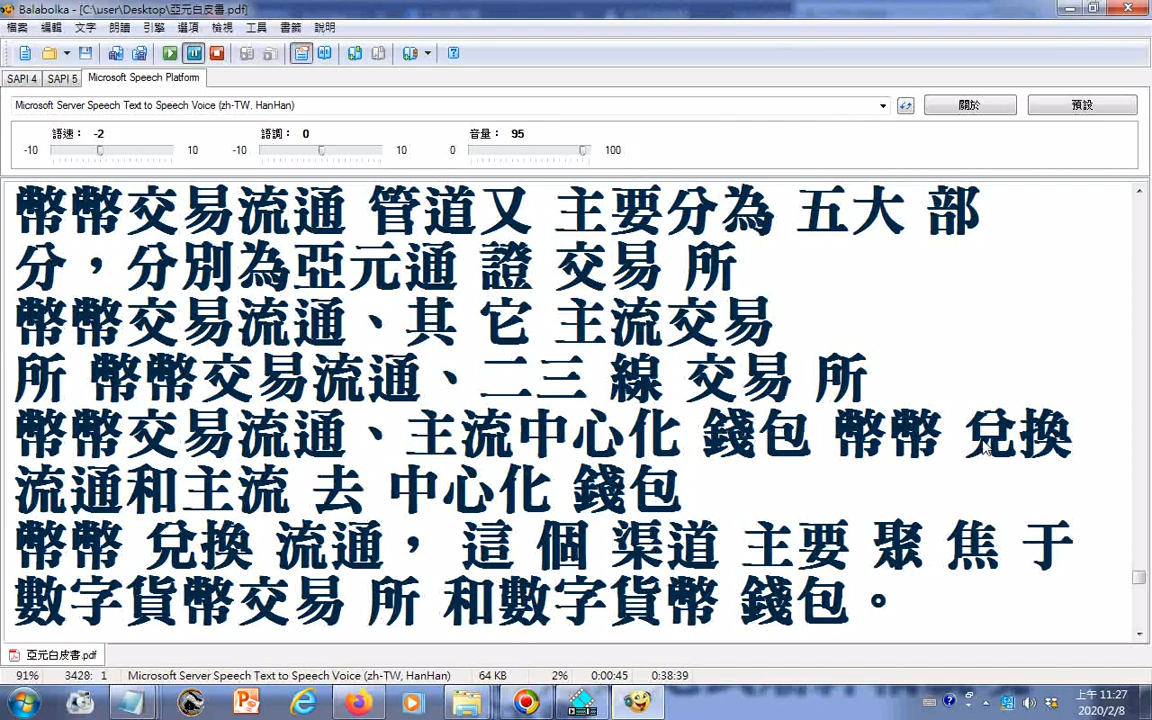 Balabolka - [C:\user\Desktop\亞元白皮書.pdf]
檔案 編輯 文字 朗讀 引擎 選項 檢視 工具 書籤 說明
SAPI 4 SAPI 5 Microsoft Speech Platform
Microsoft Server Speech Text to Speech Voice (zh-TW, HanHan) 關於 預設
語速： -2 語調： 0 音量： 95
-10 10 -10 10 0 100
幣幣交易流通 管道又 主要分為 五大 部
分，分別為亞元通 證 交易 所
幣幣交易流通、其 它 主流交易
所 幣幣交易流通、二三 線 交易 所
幣幣交易流通、主流中心化 錢包 幣幣 兌換
流通和主流 去 中心化 錢包
幣幣 兌換 流通， 這 個 渠道 主要 聚 焦 于
數字貨幣交易 所 和數字貨幣 錢包。
亞元白皮書.pdf
91% 3428: 1 Microsoft Server Speech Text to Speech Voice (zh-TW, HanHan) 64 KB 2% 0:00:45 0:38:39
上午 11:27
2020/2/8